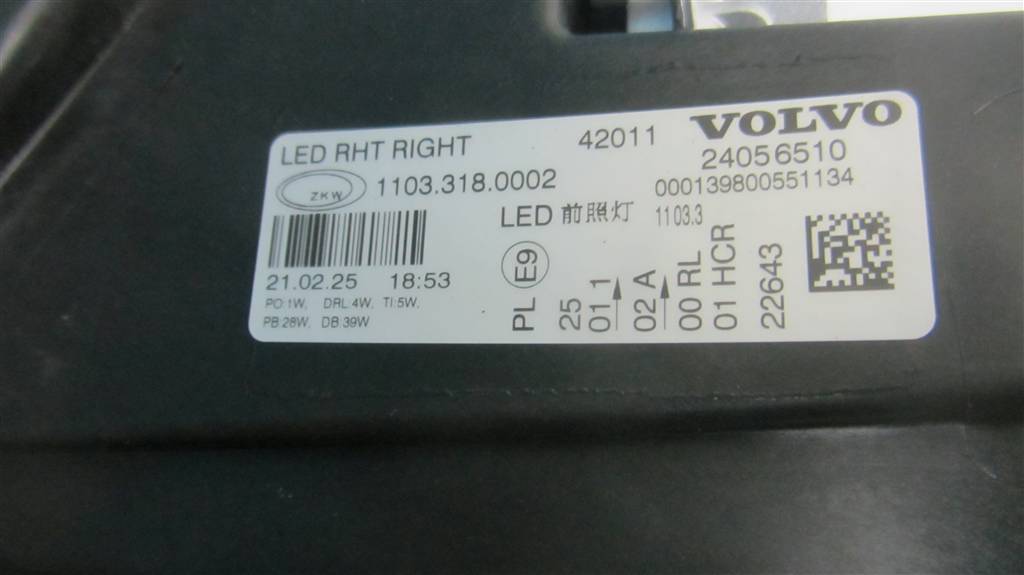 LED RHT RIGHT 42011 VOLVO
ZKW 1103.318.0002 24056510
000139800551134
LED 前照灯 1103.3
21.02.25 18:53
PO:1W, DRL 4W, TI:5W,
PB:28W, DB:39W
E9
PL
25
01 1
02 A
00 RL
01 HCR
22643